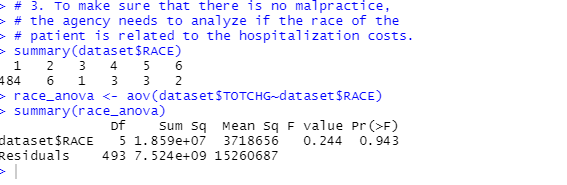 > # 3. To make sure that there is no malpractice,
> # the agency needs to analyze if the race of the
> # patient is related to the hospitalization costs.
> summary(dataset$RACE)
1 2 3 4 5 6
484 6 1 3 3 2
> race_anova <- aov(dataset$TOTCHG~dataset$RACE)
> summary(race_anova)
Df Sum Sq Mean Sq F value Pr(>F)
dataset$RACE 5 1.859e+07 3718656 0.244 0.943
Residuals 493 7.524e+09 15260687
>